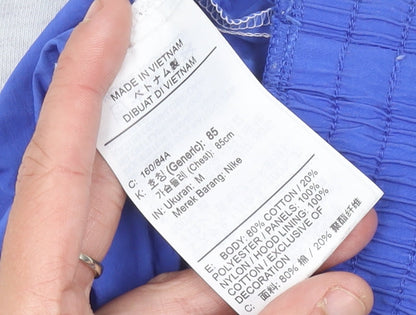 MADE IN VIETNAM
ベトナム製
DIBUAT DI VIETNAM
C: 160/84A
K: 호칭 (Generic): 85
가슴둘레 (Chest): 85cm
IN: Ukuran: M
Merek Barang: Nike
E: BODY: 80% COTTON / 20%
POLYESTER / PANELS: 100%
NYLON / HOOD LINING: 100%
COTTON / EXCLUSIVE OF
DECORATION
C: 面料: 80% 棉 / 20% 聚酯纤维